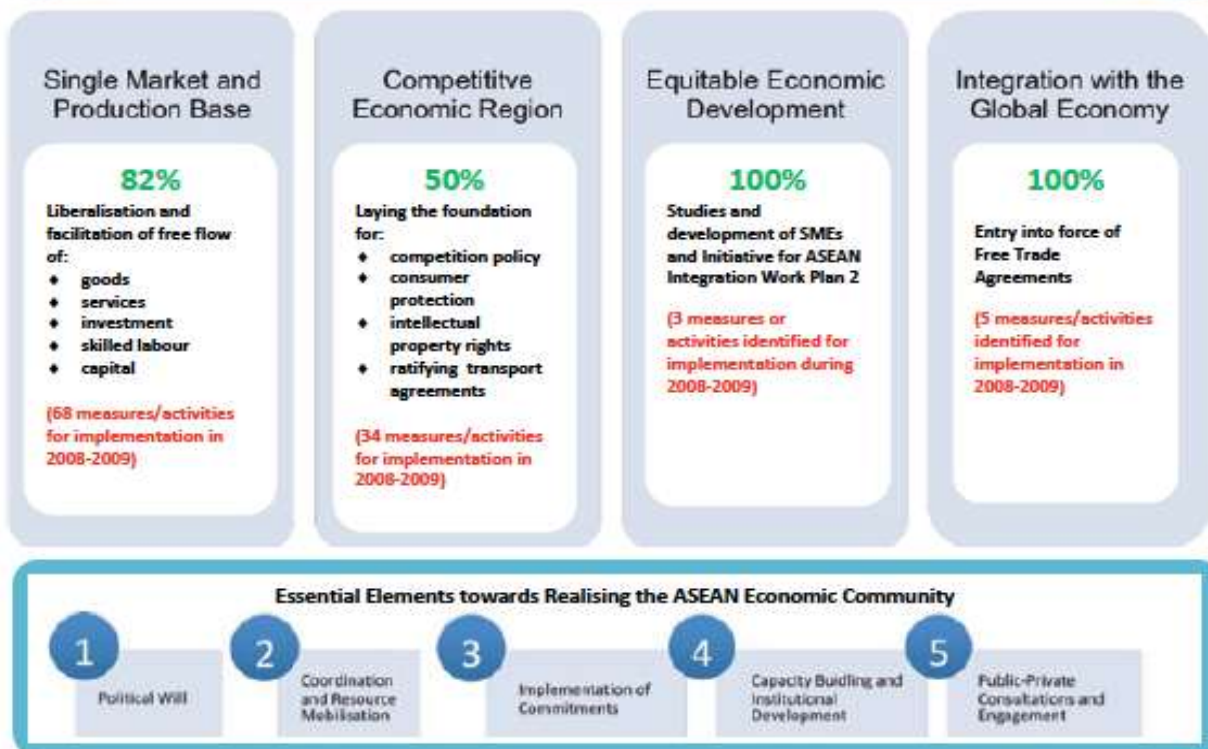 Single Market and
Production Base
82%
Liberalisation and
facilitation of free flow
of:
♦ goods
♦ services
♦ investment
♦ skilled labour
♦ capital
(68 measures/activities
for implementation in
2008-2009)
Competititve
Economic Region
50%
Laying the foundation
for:
♦ competition policy
♦ consumer
protection
♦ intellectual
property rights
♦ ratifying transport
agreements
(34 measures/activities
for implementation in
2008-2009)
Equitable Economic
Development
100%
Studies and
development of SMEs
and Initiative for ASEAN
Integration Work Plan 2
(3 measures or
activities identified for
implementation during
2008-2009)
Integration with the
Global Economy
100%
Entry into force of
Free Trade
Agreements
(5 measures/activities
identified for
implementation in
2008-2009)
Essential Elements towards Realising the ASEAN Economic Community
1
Political Will
2
Coordination
and Resource
Mobilisation
3
Implementation of
Commitments
4
Capacity Buidling and
Institutional
Development
5
Public-Private
Consultations and
Engagement